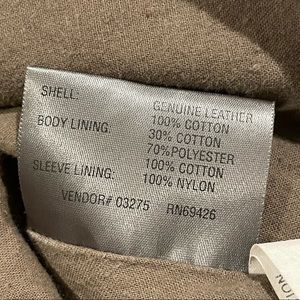 SHELL: GENUINE LEATHER
100% COTTON
BODY LINING: 30% COTTON
70%POLYESTER
SLEEVE LINING: 100% COTTON
100% NYLON
VENDOR# 03275 RN69426